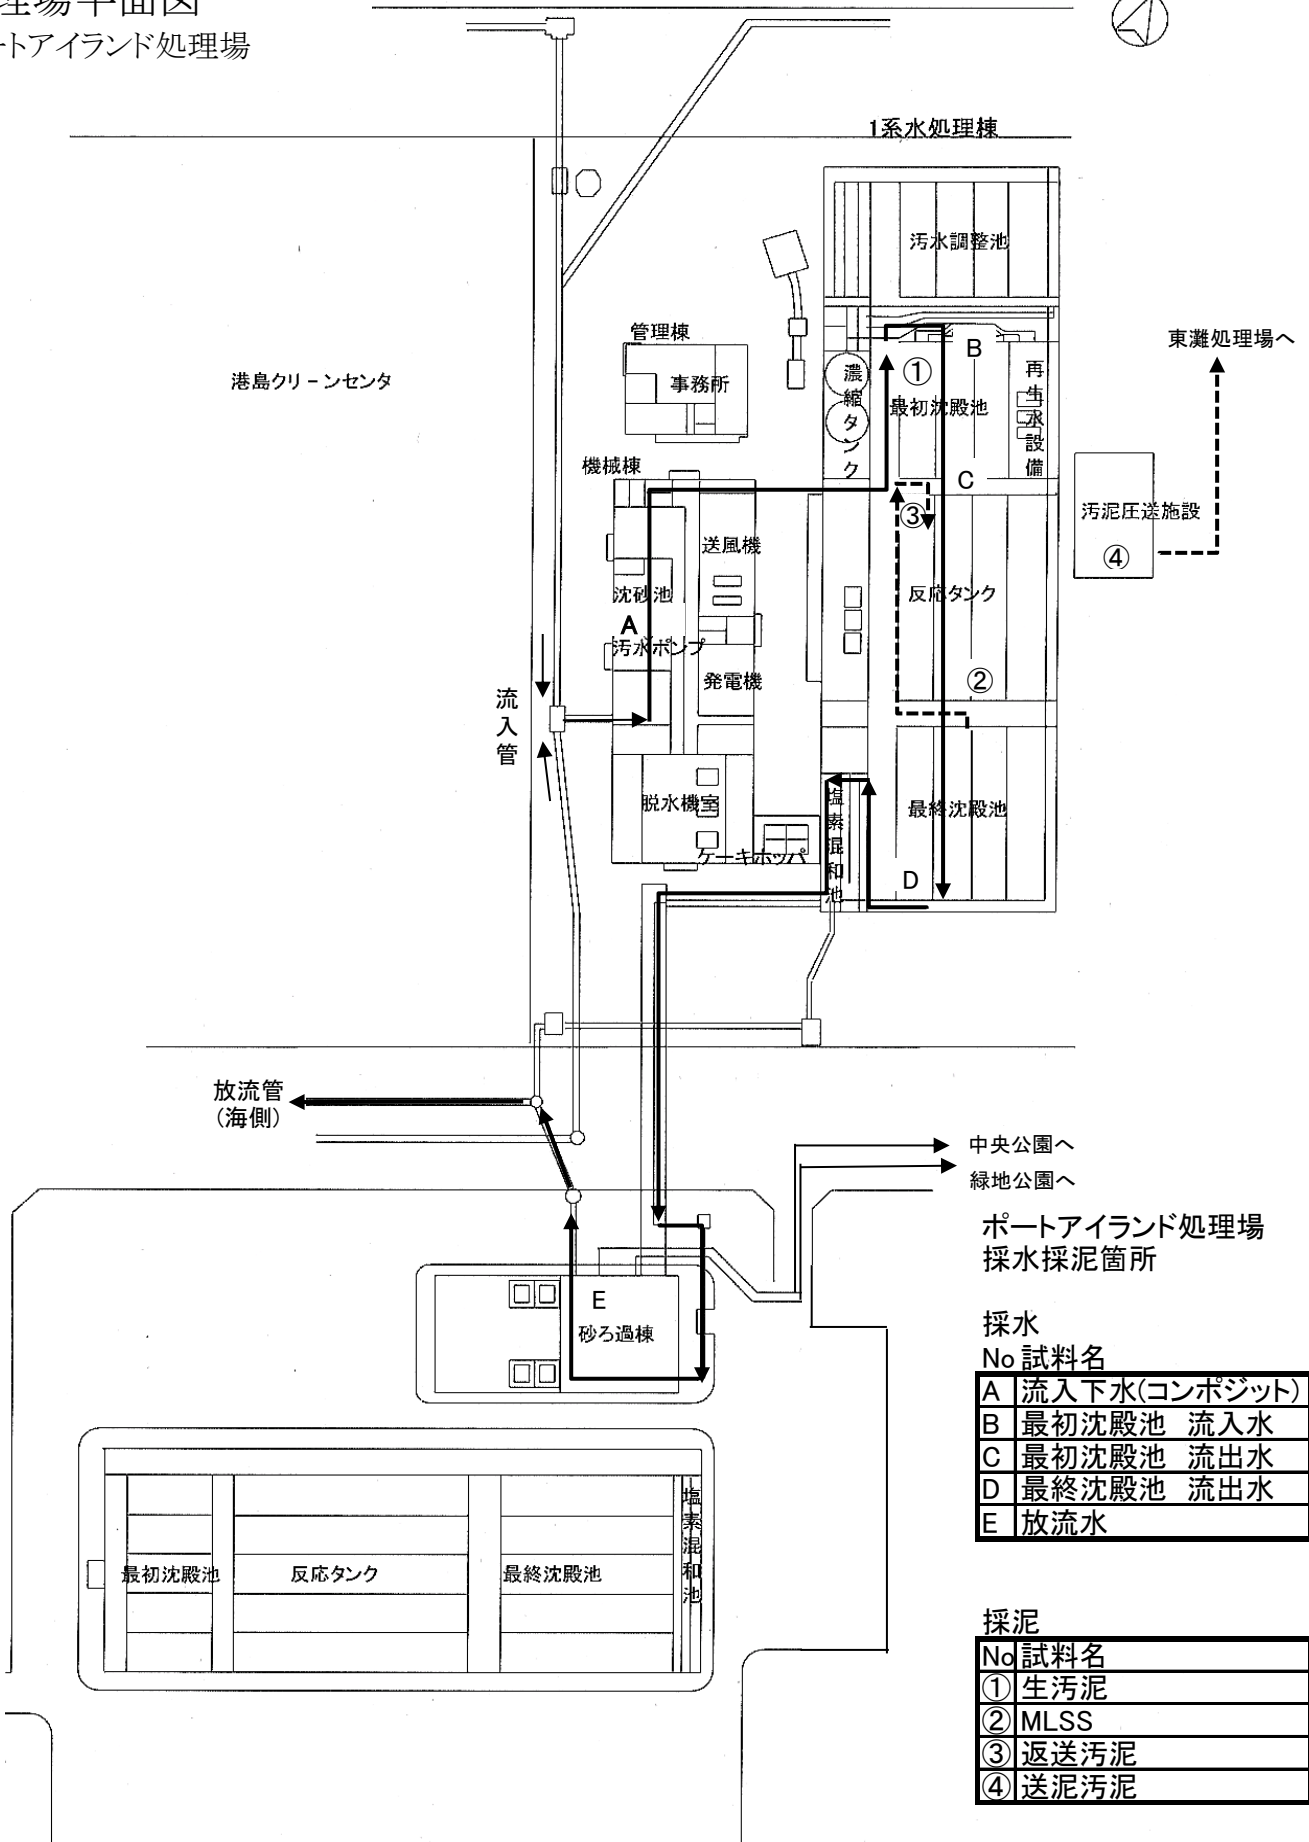 理場平面図
ートアイランド処理場
1系水処理棟
汚水調整池
管理棟
事務所
港島クリーンセンタ
東灘処理場へ
B
①
最初沈殿池
濃縮タンク
再生水設備
C
機械棟
③
送風機
汚泥圧送施設
④
沈砂池
反応タンク
A
汚水ポンプ
発電機
②
流入管
脱水機室
ケーキホッパ
塩素混和池
最終沈殿池
D
放流管
(海側)
中央公園へ
緑地公園へ
E
砂ろ過棟
最初沈殿池
反応タンク
最終沈殿池
塩素混和池
ポートアイランド処理場
採水採泥箇所
採水
No 試料名
A 流入下水(コンポジット)
B 最初沈殿池 流入水
C 最初沈殿池 流出水
D 最終沈殿池 流出水
E 放流水
採泥
No 試料名
① 生汚泥
② MLSS
③ 返送汚泥
④ 送泥汚泥